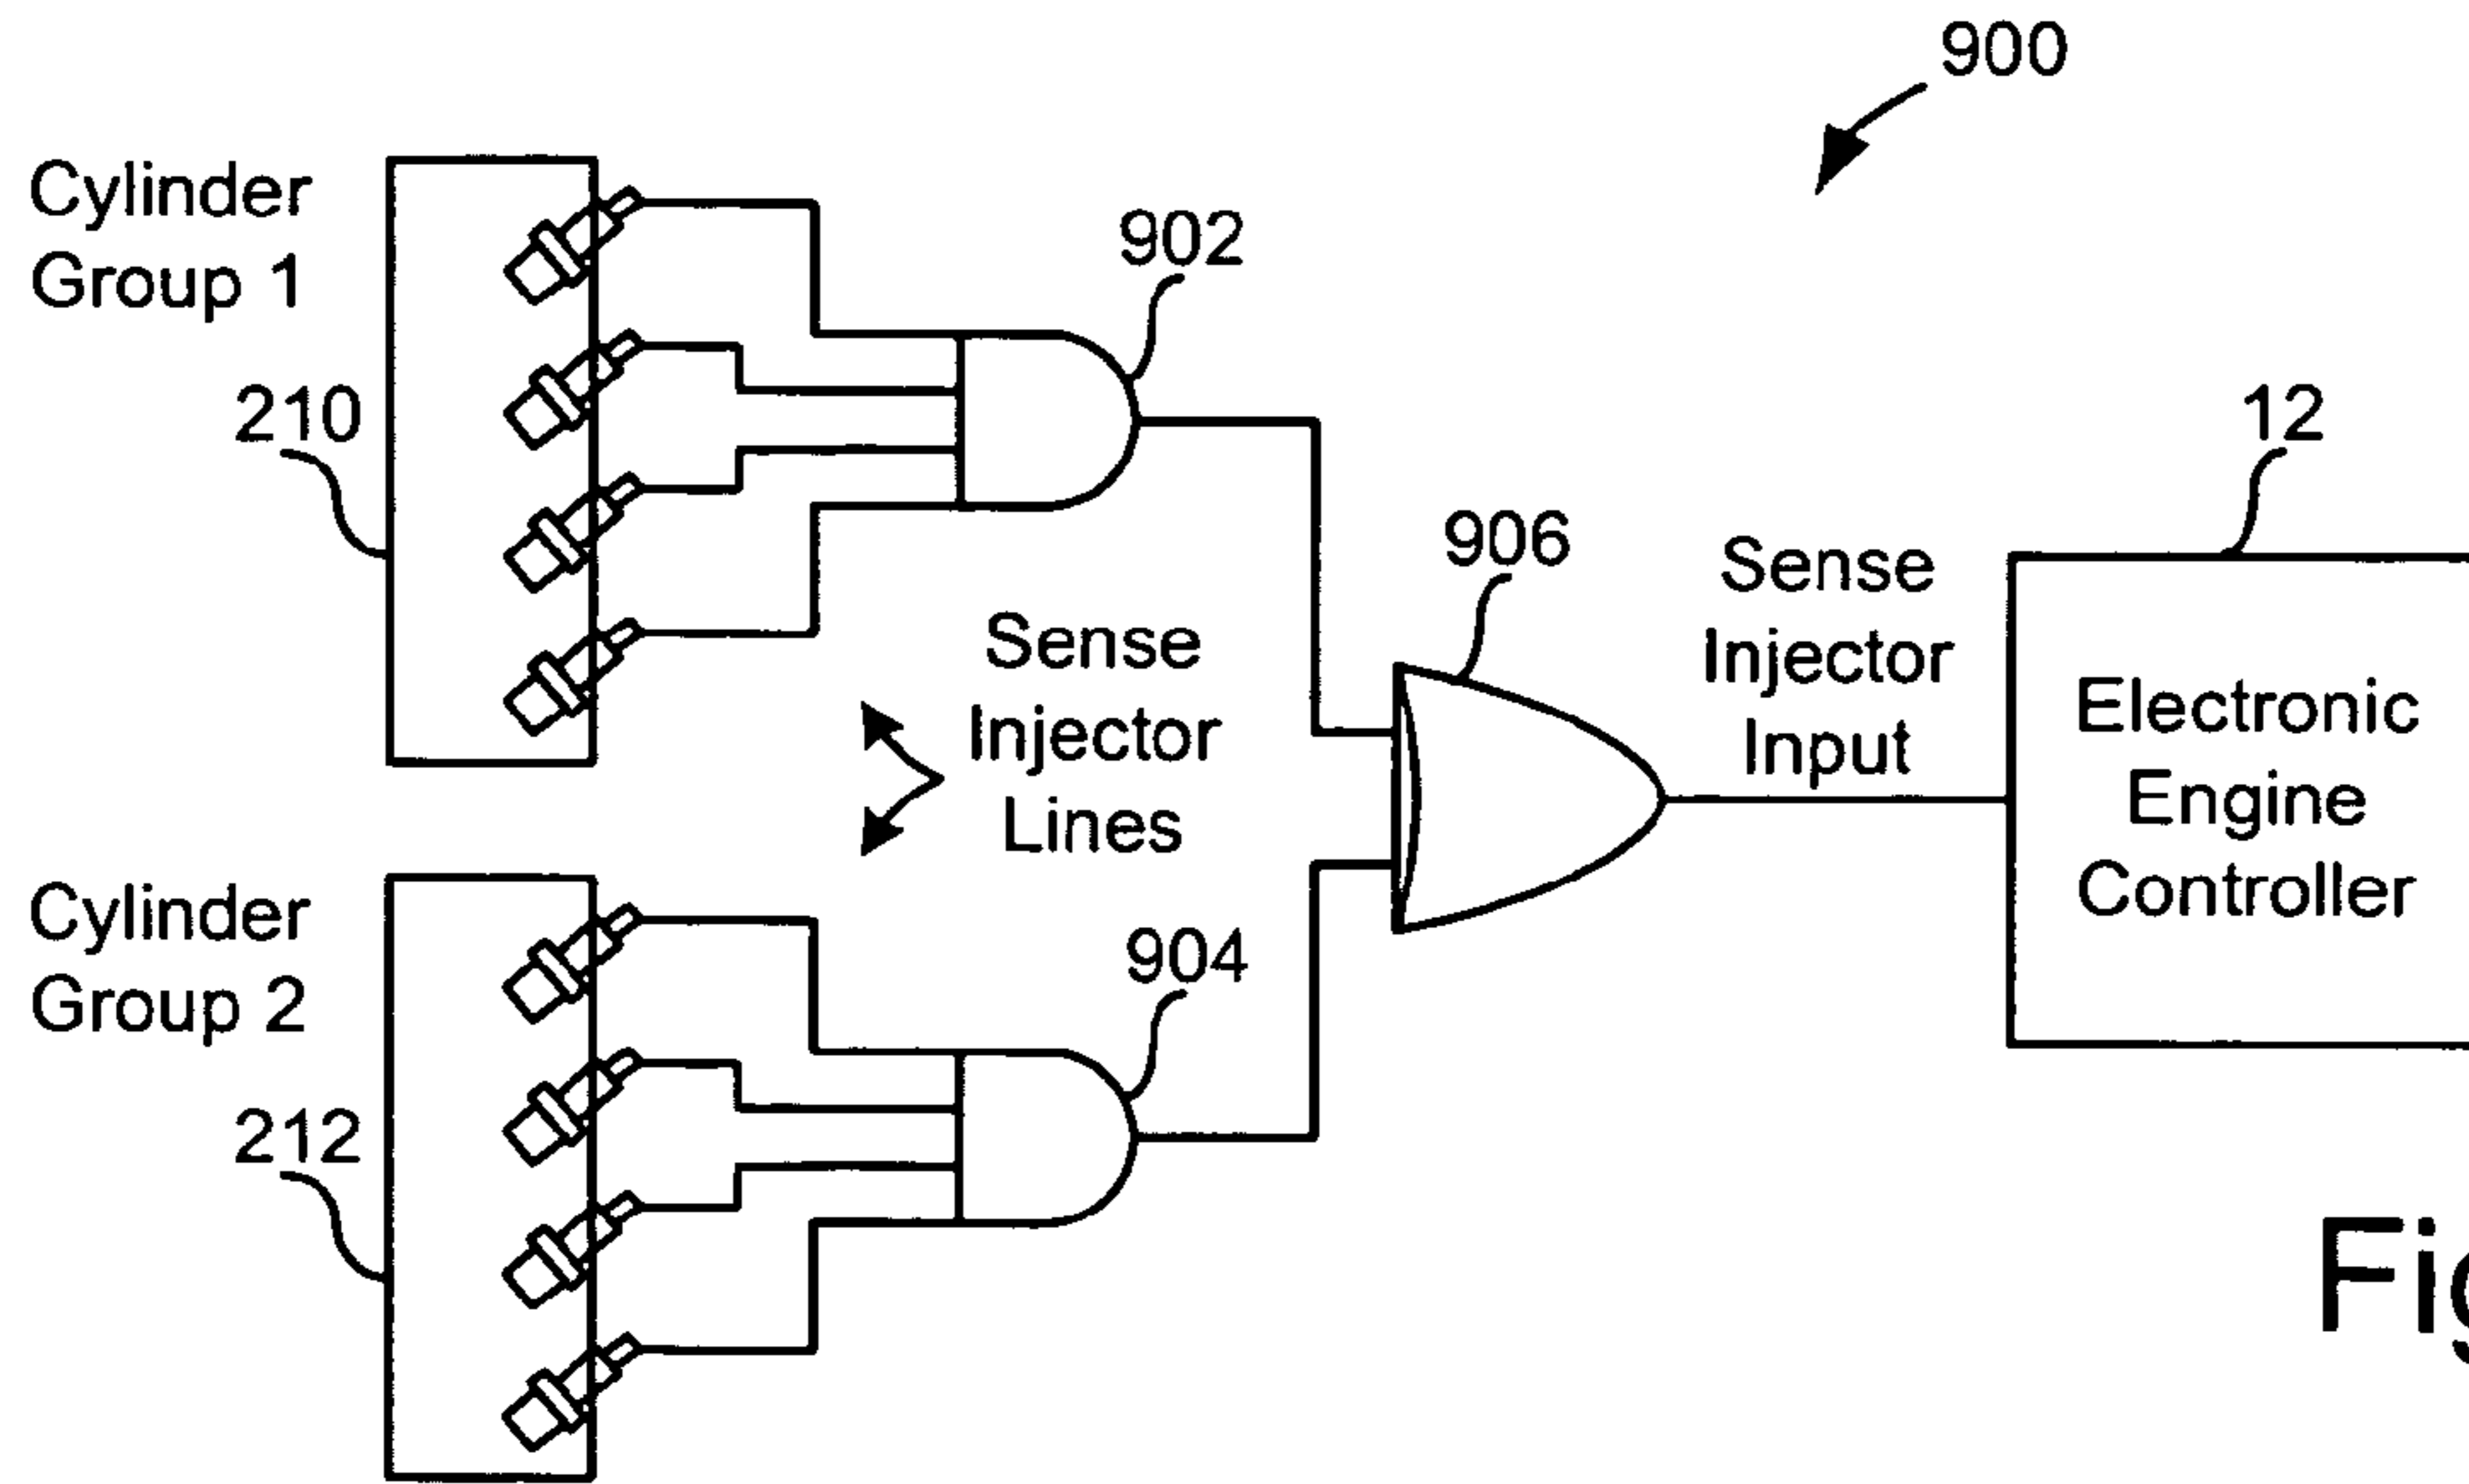 900
Cylinder
Group 1
902
210
12
906
Sense
Injector
Input
Sense
Injector
Lines
Electronic
Engine
Controller
Cylinder
Group 2
904
212